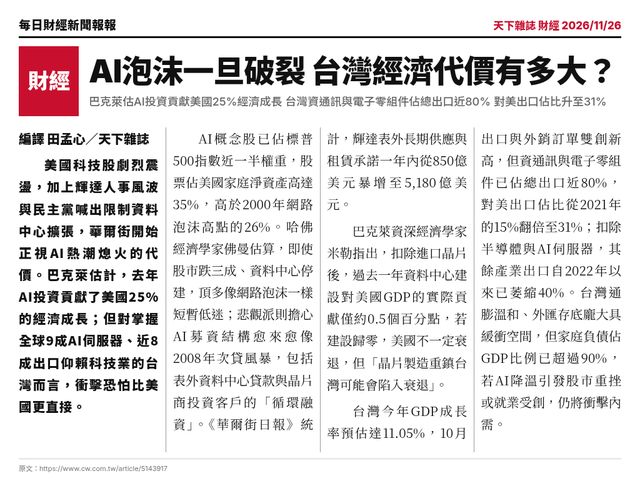 每日財經新聞報報
天下雜誌 財經 2026/11/26
財經
AI泡沫一旦破裂 台灣經濟代價有多大？
巴克萊估AI投資貢獻美國25%經濟成長 台灣資通訊與電子零組件佔總出口近80% 對美出口佔比升至31%
編譯 田孟心／天下雜誌
美國科技股劇烈震
盪，加上輝達人事風波
與民主黨喊出限制資料
中心擴張，華爾街開始
正視AI熱潮熄火的代
價。巴克萊估計，去年
AI投資貢獻了美國25%
的經濟成長；但對掌握
全球9成AI伺服器、近8
成出口仰賴科技業的台
灣而言，衝擊恐怕比美
國更直接。
AI概念股已佔標普
500指數近一半權重，股
票佔美國家庭淨資產高達
35%，高於2000年網路
泡沫高點的26%。哈佛
經濟學家佛曼估算，即使
股市跌三成、資料中心停
建，頂多像網路泡沫一樣
短暫低迷；悲觀派則擔心
AI募資結構愈來愈像
2008年次貸風暴，包括
表外資料中心貸款與晶片
商投資客戶的「循環融
資」。《華爾街日報》統
計，輝達表外長期供應與
租賃承諾一年內從850億
美元暴增至5,180億美
元。
巴克萊資深經濟學家
米勒指出，扣除進口晶片
後，過去一年資料中心建
設對美國GDP的實際貢
獻僅約0.5個百分點，若
建設歸零，美國不一定衰
退，但「晶片製造重鎮台
灣可能會陷入衰退」。
台灣今年GDP成長
率預估達11.05%，10月
出口與外銷訂單雙創新
高，但資通訊與電子零組
件已佔總出口近80%，
對美出口佔比從2021年
的15%翻倍至31%；扣除
半導體與AI伺服器，其
餘產業出口自2022年以
來已萎縮40%。台灣通
膨溫和、外匯存底龐大具
緩衝空間，但家庭負債佔
GDP比例已超過90%，
若AI降溫引發股市重挫
或就業受創，仍將衝擊內
需。
原文：https://www.cw.com.tw/article/5143917